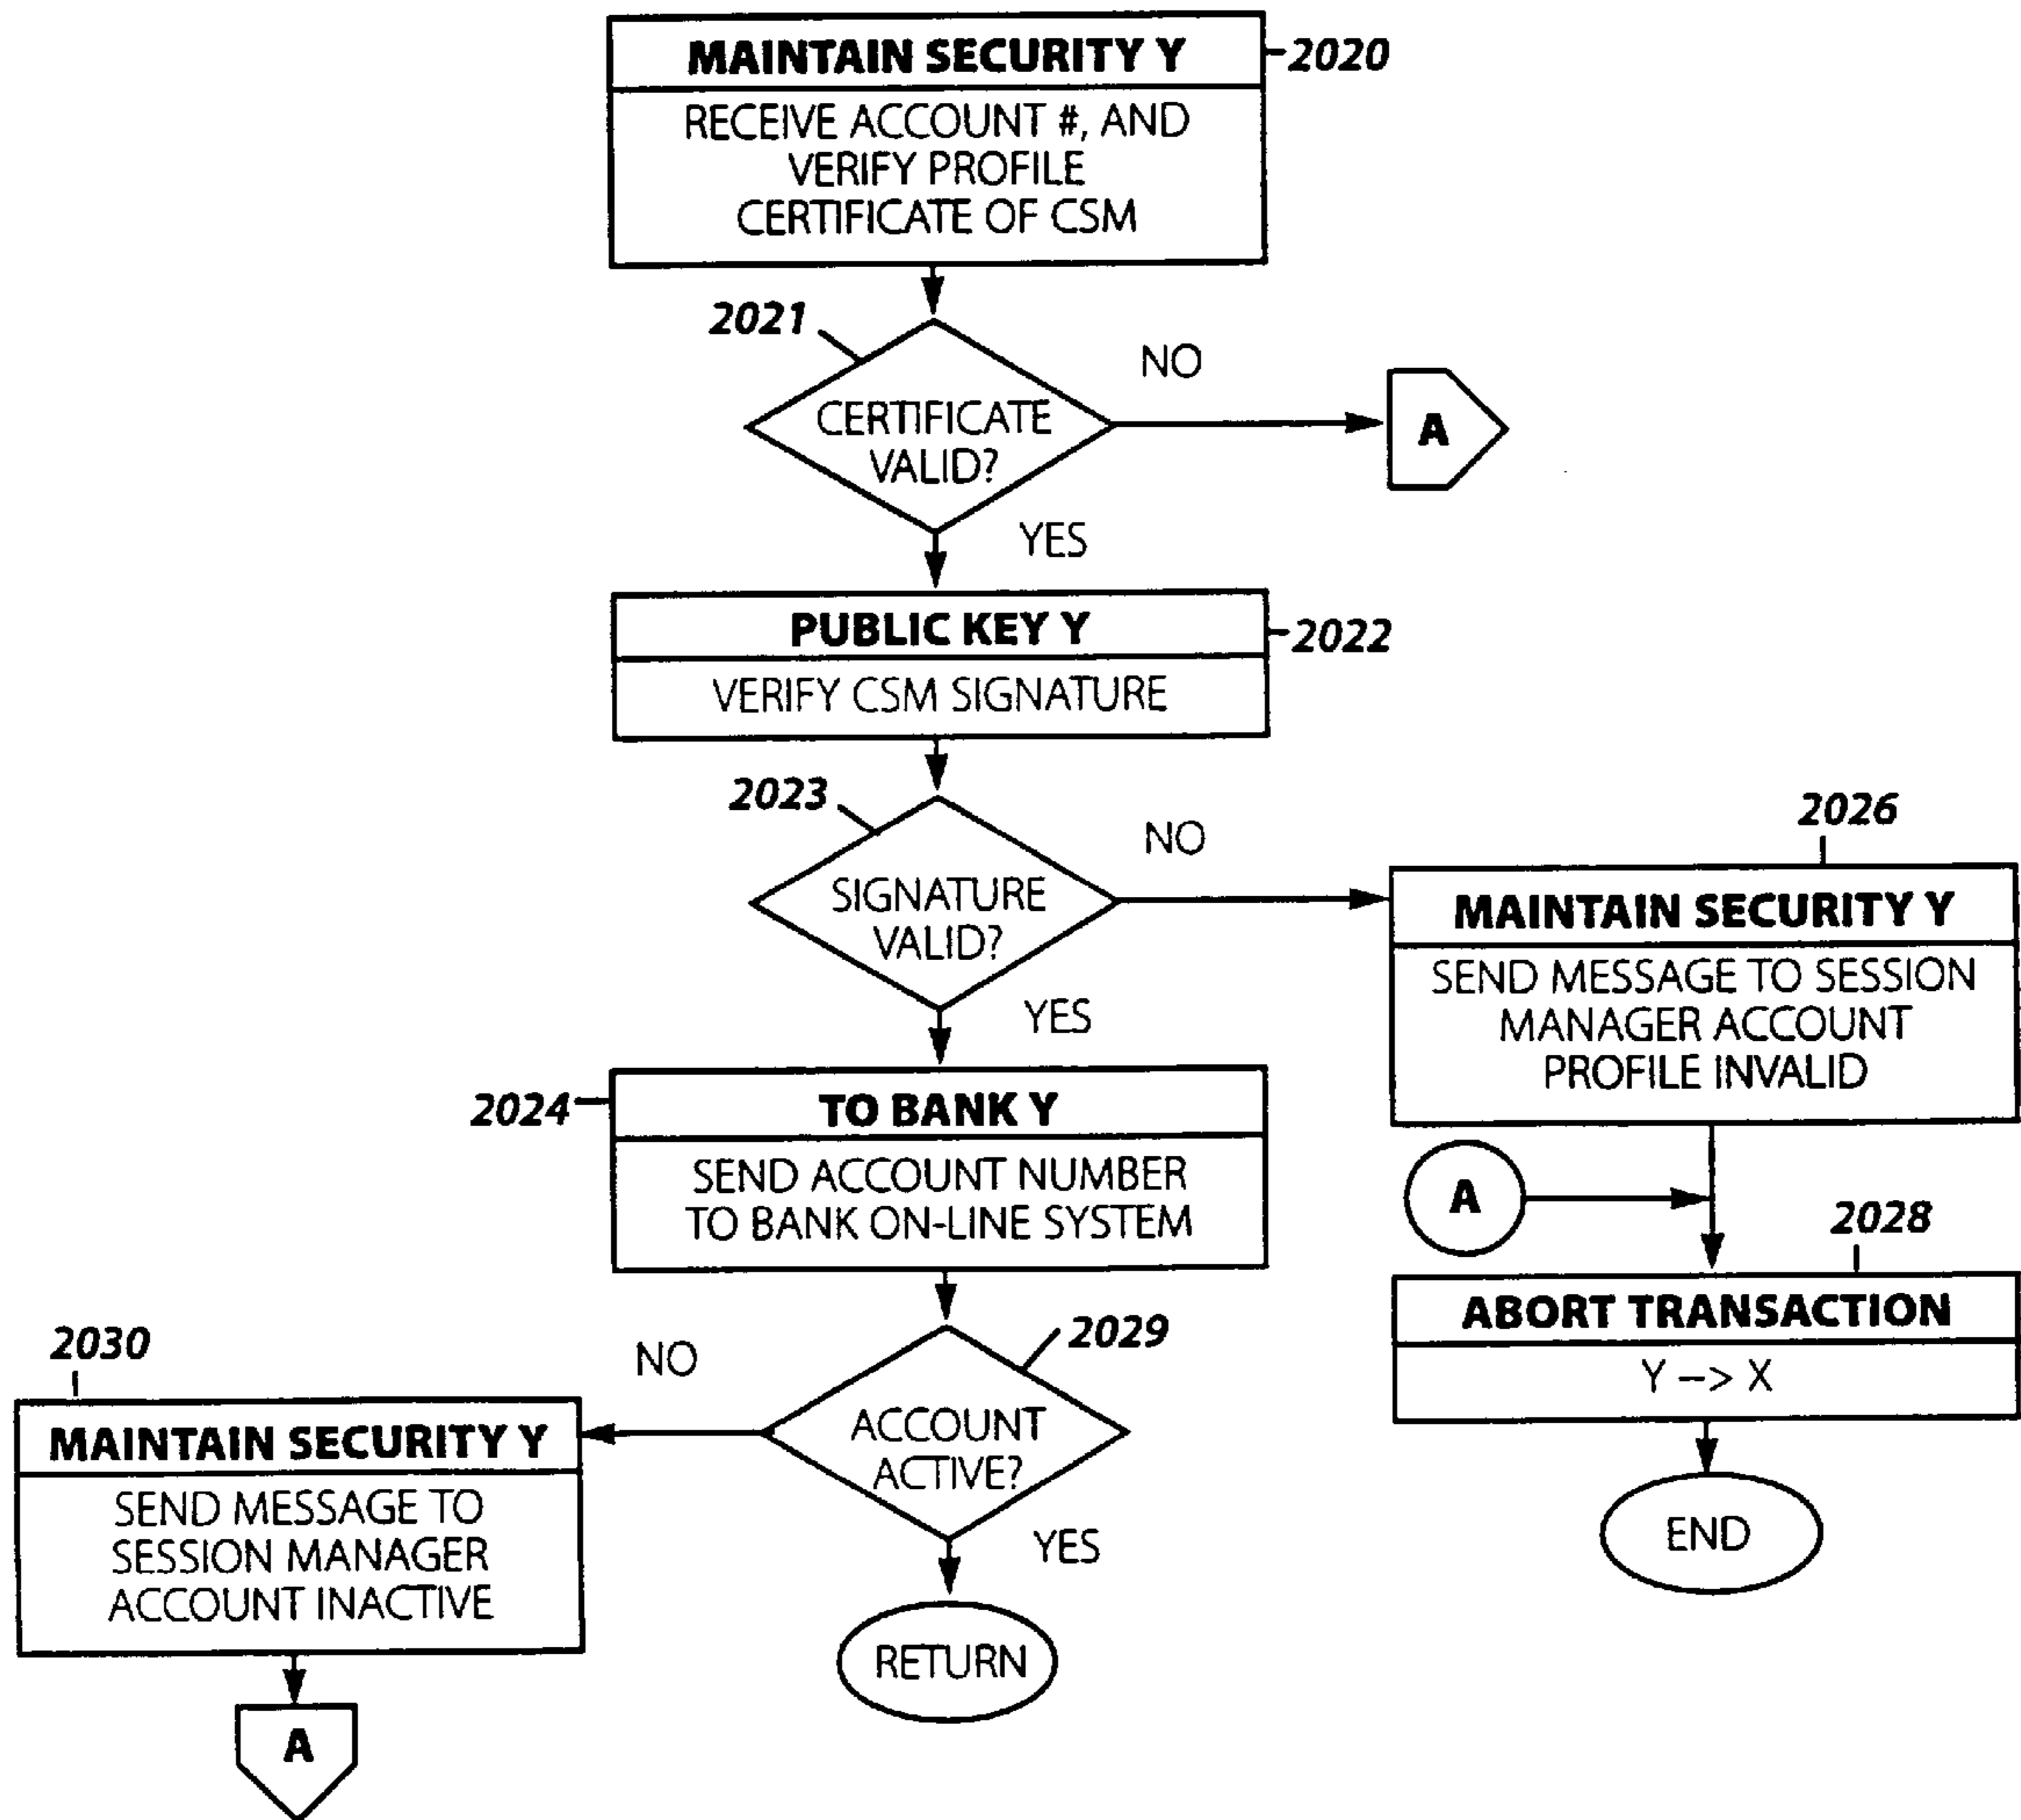 MAINTAIN SECURITY Y
2020
RECEIVE ACCOUNT #, AND
VERIFY PROFILE
CERTIFICATE OF CSM
2021
NO
CERTIFICATE
VALID?
A
YES
PUBLIC KEY Y
2022
VERIFY CSM SIGNATURE
2023
NO
SIGNATURE
VALID?
YES
2026
MAINTAIN SECURITY Y
SEND MESSAGE TO SESSION
MANAGER ACCOUNT
PROFILE INVALID
2024
TO BANK Y
SEND ACCOUNT NUMBER
TO BANK ON-LINE SYSTEM
A
2028
ABORT TRANSACTION
Y --> X
END
2029
NO
ACCOUNT
ACTIVE?
YES
RETURN
2030
MAINTAIN SECURITY Y
SEND MESSAGE TO
SESSION MANAGER
ACCOUNT INACTIVE
A